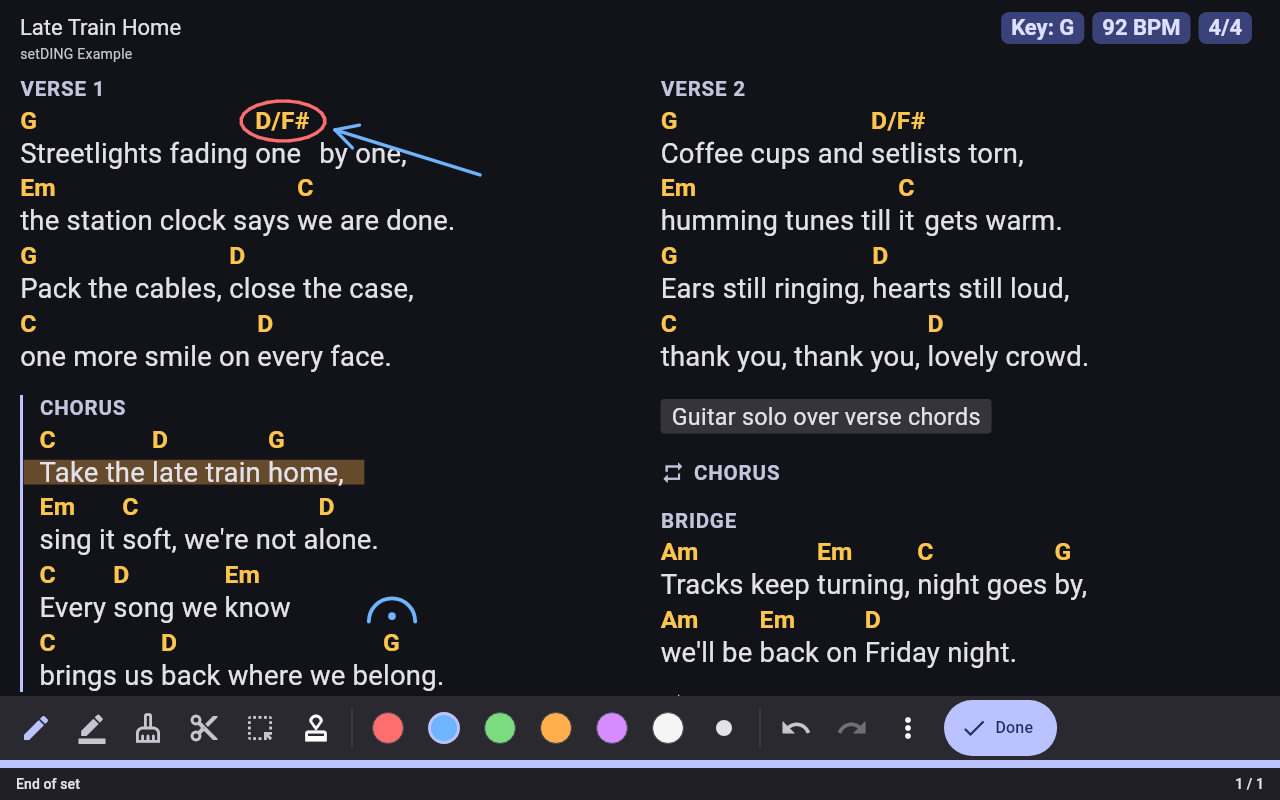 Late Train Home
setDING Example
Key: G
92 BPM
4/4
VERSE 1
G D/F#
Streetlights fading one by one,
Em C
the station clock says we are done.
G D
Pack the cables, close the case,
C D
one more smile on every face.
CHORUS
C D G
Take the late train home,
Em C D
sing it soft, we're not alone.
C D Em
Every song we know
C D G
brings us back where we belong.
VERSE 2
G D/F#
Coffee cups and setlists torn,
Em C
humming tunes till it gets warm.
G D
Ears still ringing, hearts still loud,
C D
thank you, thank you, lovely crowd.
Guitar solo over verse chords
CHORUS
BRIDGE
Am Em C G
Tracks keep turning, night goes by,
Am Em D
we'll be back on Friday night.
Done
End of set
1 / 1